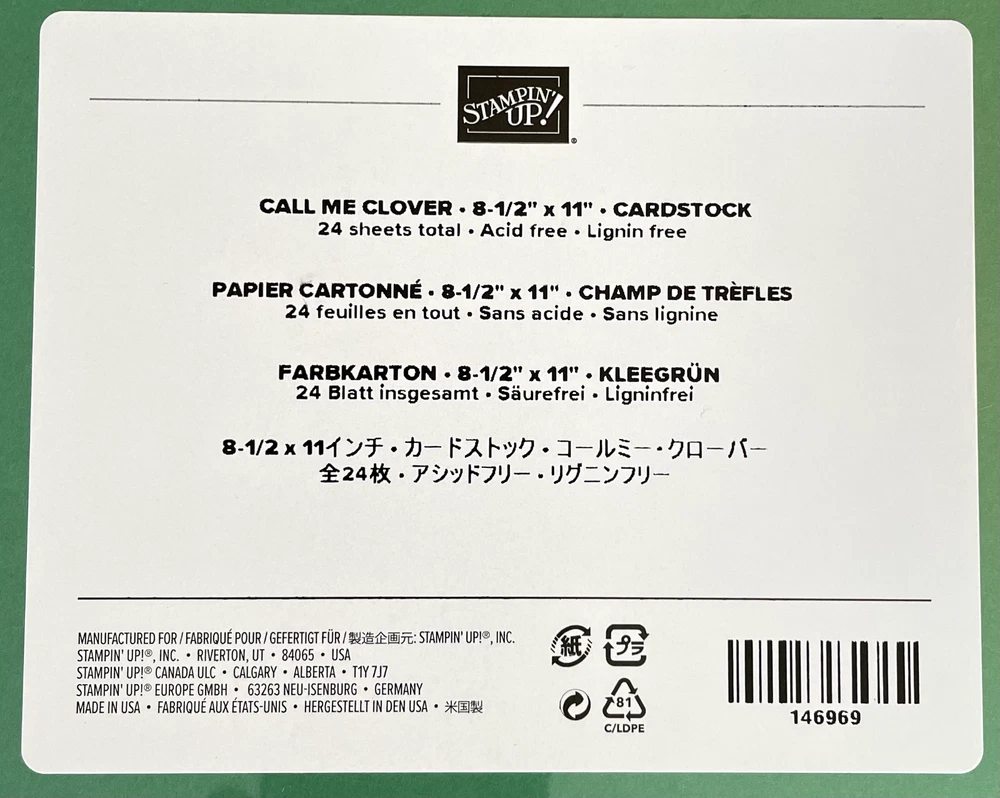 STAMPIN' UP!®
CALL ME CLOVER • 8-1/2" x 11" • CARDSTOCK
24 sheets total • Acid free • Lignin free
PAPIER CARTONNÉ • 8-1/2" x 11" • CHAMP DE TRÈFLES
24 feuilles en tout • Sans acide • Sans lignine
FARBKARTON • 8-1/2" x 11" • KLEEGRÜN
24 Blatt insgesamt • Säurefrei • Ligninfrei
8-1/2 x 11インチ・カードストック・コールミー・クローバー
全24枚・アシッドフリー・リグニンフリー
MANUFACTURED FOR / FABRIQUÉ POUR / GEFERTIGT FÜR / 製造企画元: STAMPIN' UP!®, INC.
STAMPIN' UP!®, INC. • RIVERTON, UT • 84065 • USA
STAMPIN' UP!® CANADA ULC • CALGARY • ALBERTA • T1Y 7J7
STAMPIN' UP!® EUROPE GMBH • 63263 NEU-ISENBURG • GERMANY
MADE IN USA • FABRIQUÉ AUX ÉTATS-UNIS • HERGESTELLT IN DEN USA • 米国製
紙 プラ
81
C/LDPE
146969